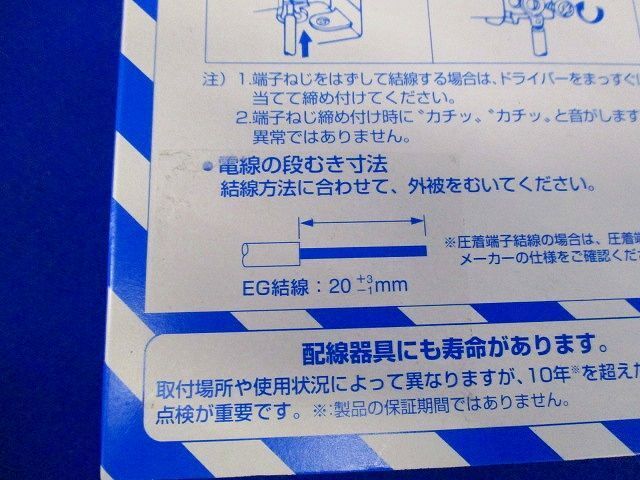 注）1.端子ねじをはずして結線する場合は、ドライバーをまっすぐに
当てて締め付けてください。
2.端子ねじ締め付け時に〝カチッ〟〝カチッ〟と音がします
異常ではありません。
●電線の段むき寸法
結線方法に合わせて、外被をむいてください。
※圧着端子結線の場合は、圧着端
メーカーの仕様をご確認くださ
EG結線：20 +3 −1 mm
配線器具にも寿命があります。
取付場所や使用状況によって異なりますが、10年※を超えた
点検が重要です。※:製品の保証期間ではありません。